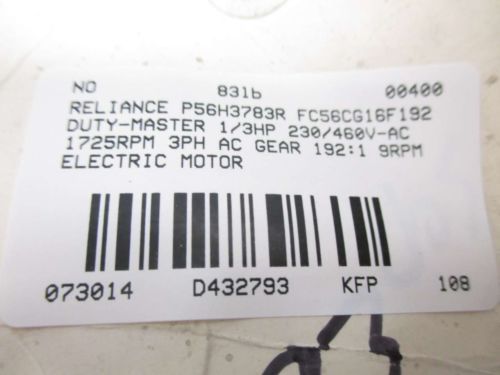 NO 831b 00400
RELIANCE P56H3783R FC56CG16F192
DUTY-MASTER 1/3HP 230/460V-AC
1725RPM 3PH AC GEAR 192:1 9RPM
ELECTRIC MOTOR
073014 D432793 KFP 108